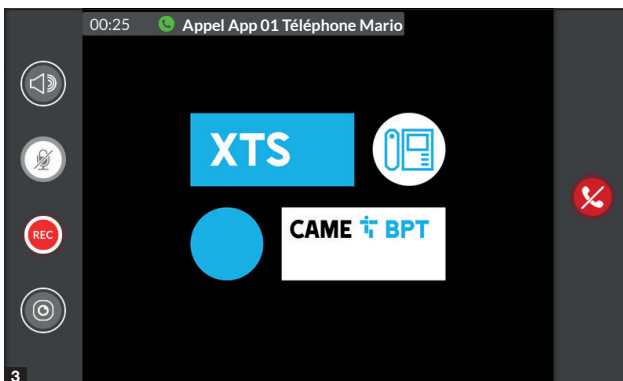 00:25 Appel App 01 Téléphone Mario
XTS
CAME BPT
REC
3